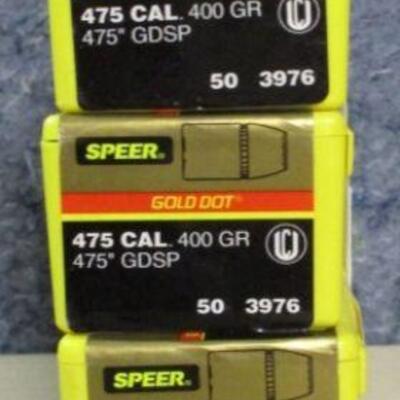 475 CAL. 400 GR
475" GDSP
50 3976
SPEER®
GOLD DOT®
475 CAL. 400 GR
475" GDSP
50 3976
SPEER®